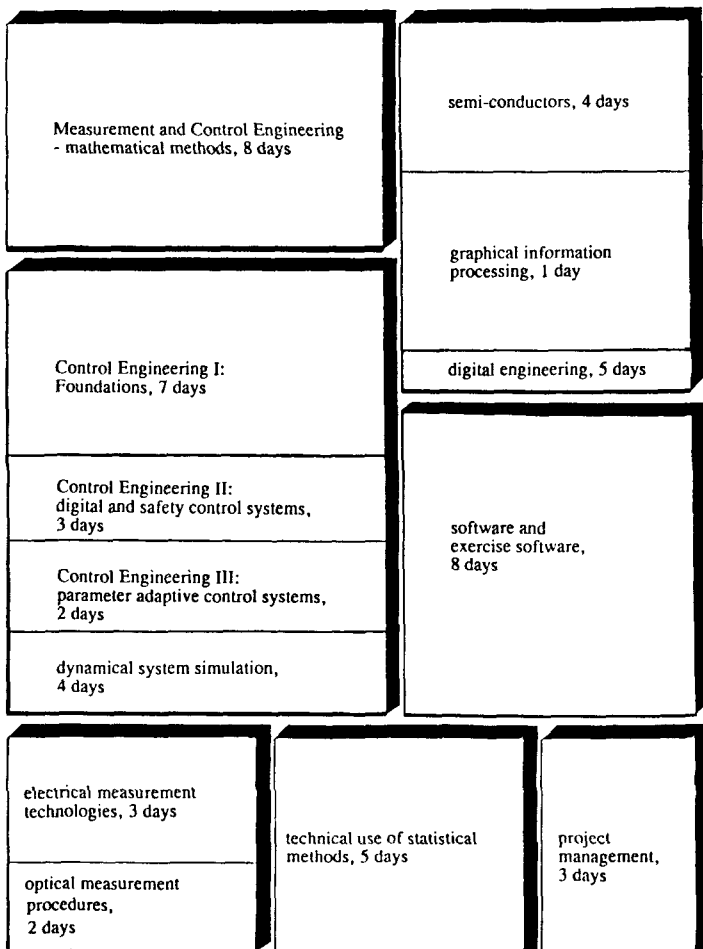 Measurement and Control Engineering
- mathematical methods, 8 days
semi-conductors, 4 days
graphical information
processing, 1 day
digital engineering, 5 days
Control Engineering I:
Foundations, 7 days
Control Engineering II:
digital and safety control systems,
3 days
Control Engineering III:
parameter adaptive control systems,
2 days
dynamical system simulation,
4 days
software and
exercise software,
8 days
electrical measurement
technologies, 3 days
optical measurement
procedures,
2 days
technical use of statistical
methods, 5 days
project
management,
3 days